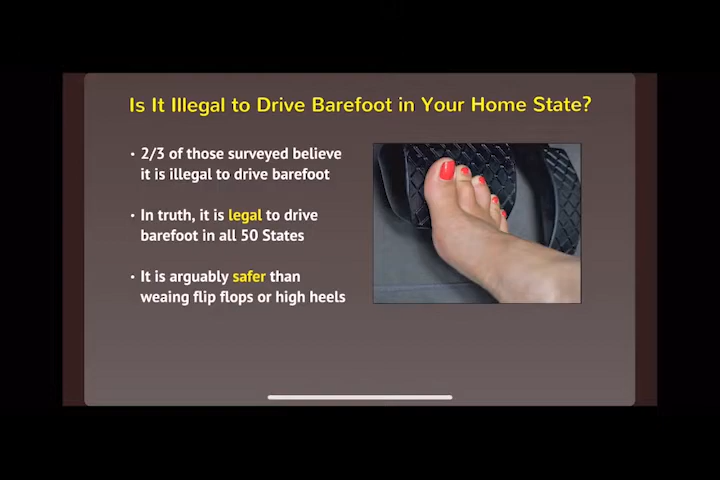 Is It Illegal to Drive Barefoot in Your Home State?
• 2/3 of those surveyed believe
it is illegal to drive barefoot
• In truth, it is legal to drive
barefoot in all 50 States
• It is arguably safer than
weaing flip flops or high heels